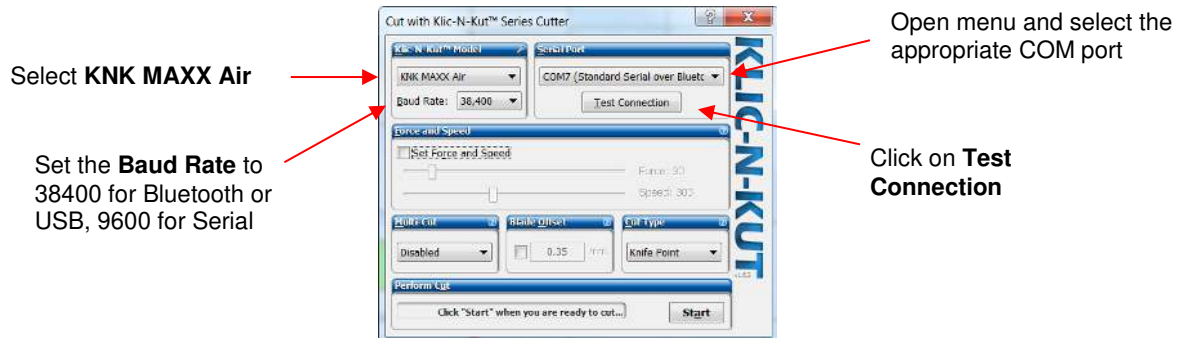 Select KNK MAXX Air
Set the Baud Rate to
38400 for Bluetooth or
USB, 9600 for Serial
Cut with Klic-N-Kut™ Series Cutter
Klic-N-Kut™ Model
KNK MAXX Air
Baud Rate: 38,400
Serial Port
COM7 (Standard Serial over Bluetc
Test Connection
Force and Speed
Set Force and Speed
Force: 90
Speed: 300
Multi-Cut
Disabled
Blade Offset
0.35 mm
Cut Type
Knife Point
Perform Cut
Click "Start" when you are ready to cut...
Start
KLIC-N-KUT
Open menu and select the
appropriate COM port
Click on Test
Connection